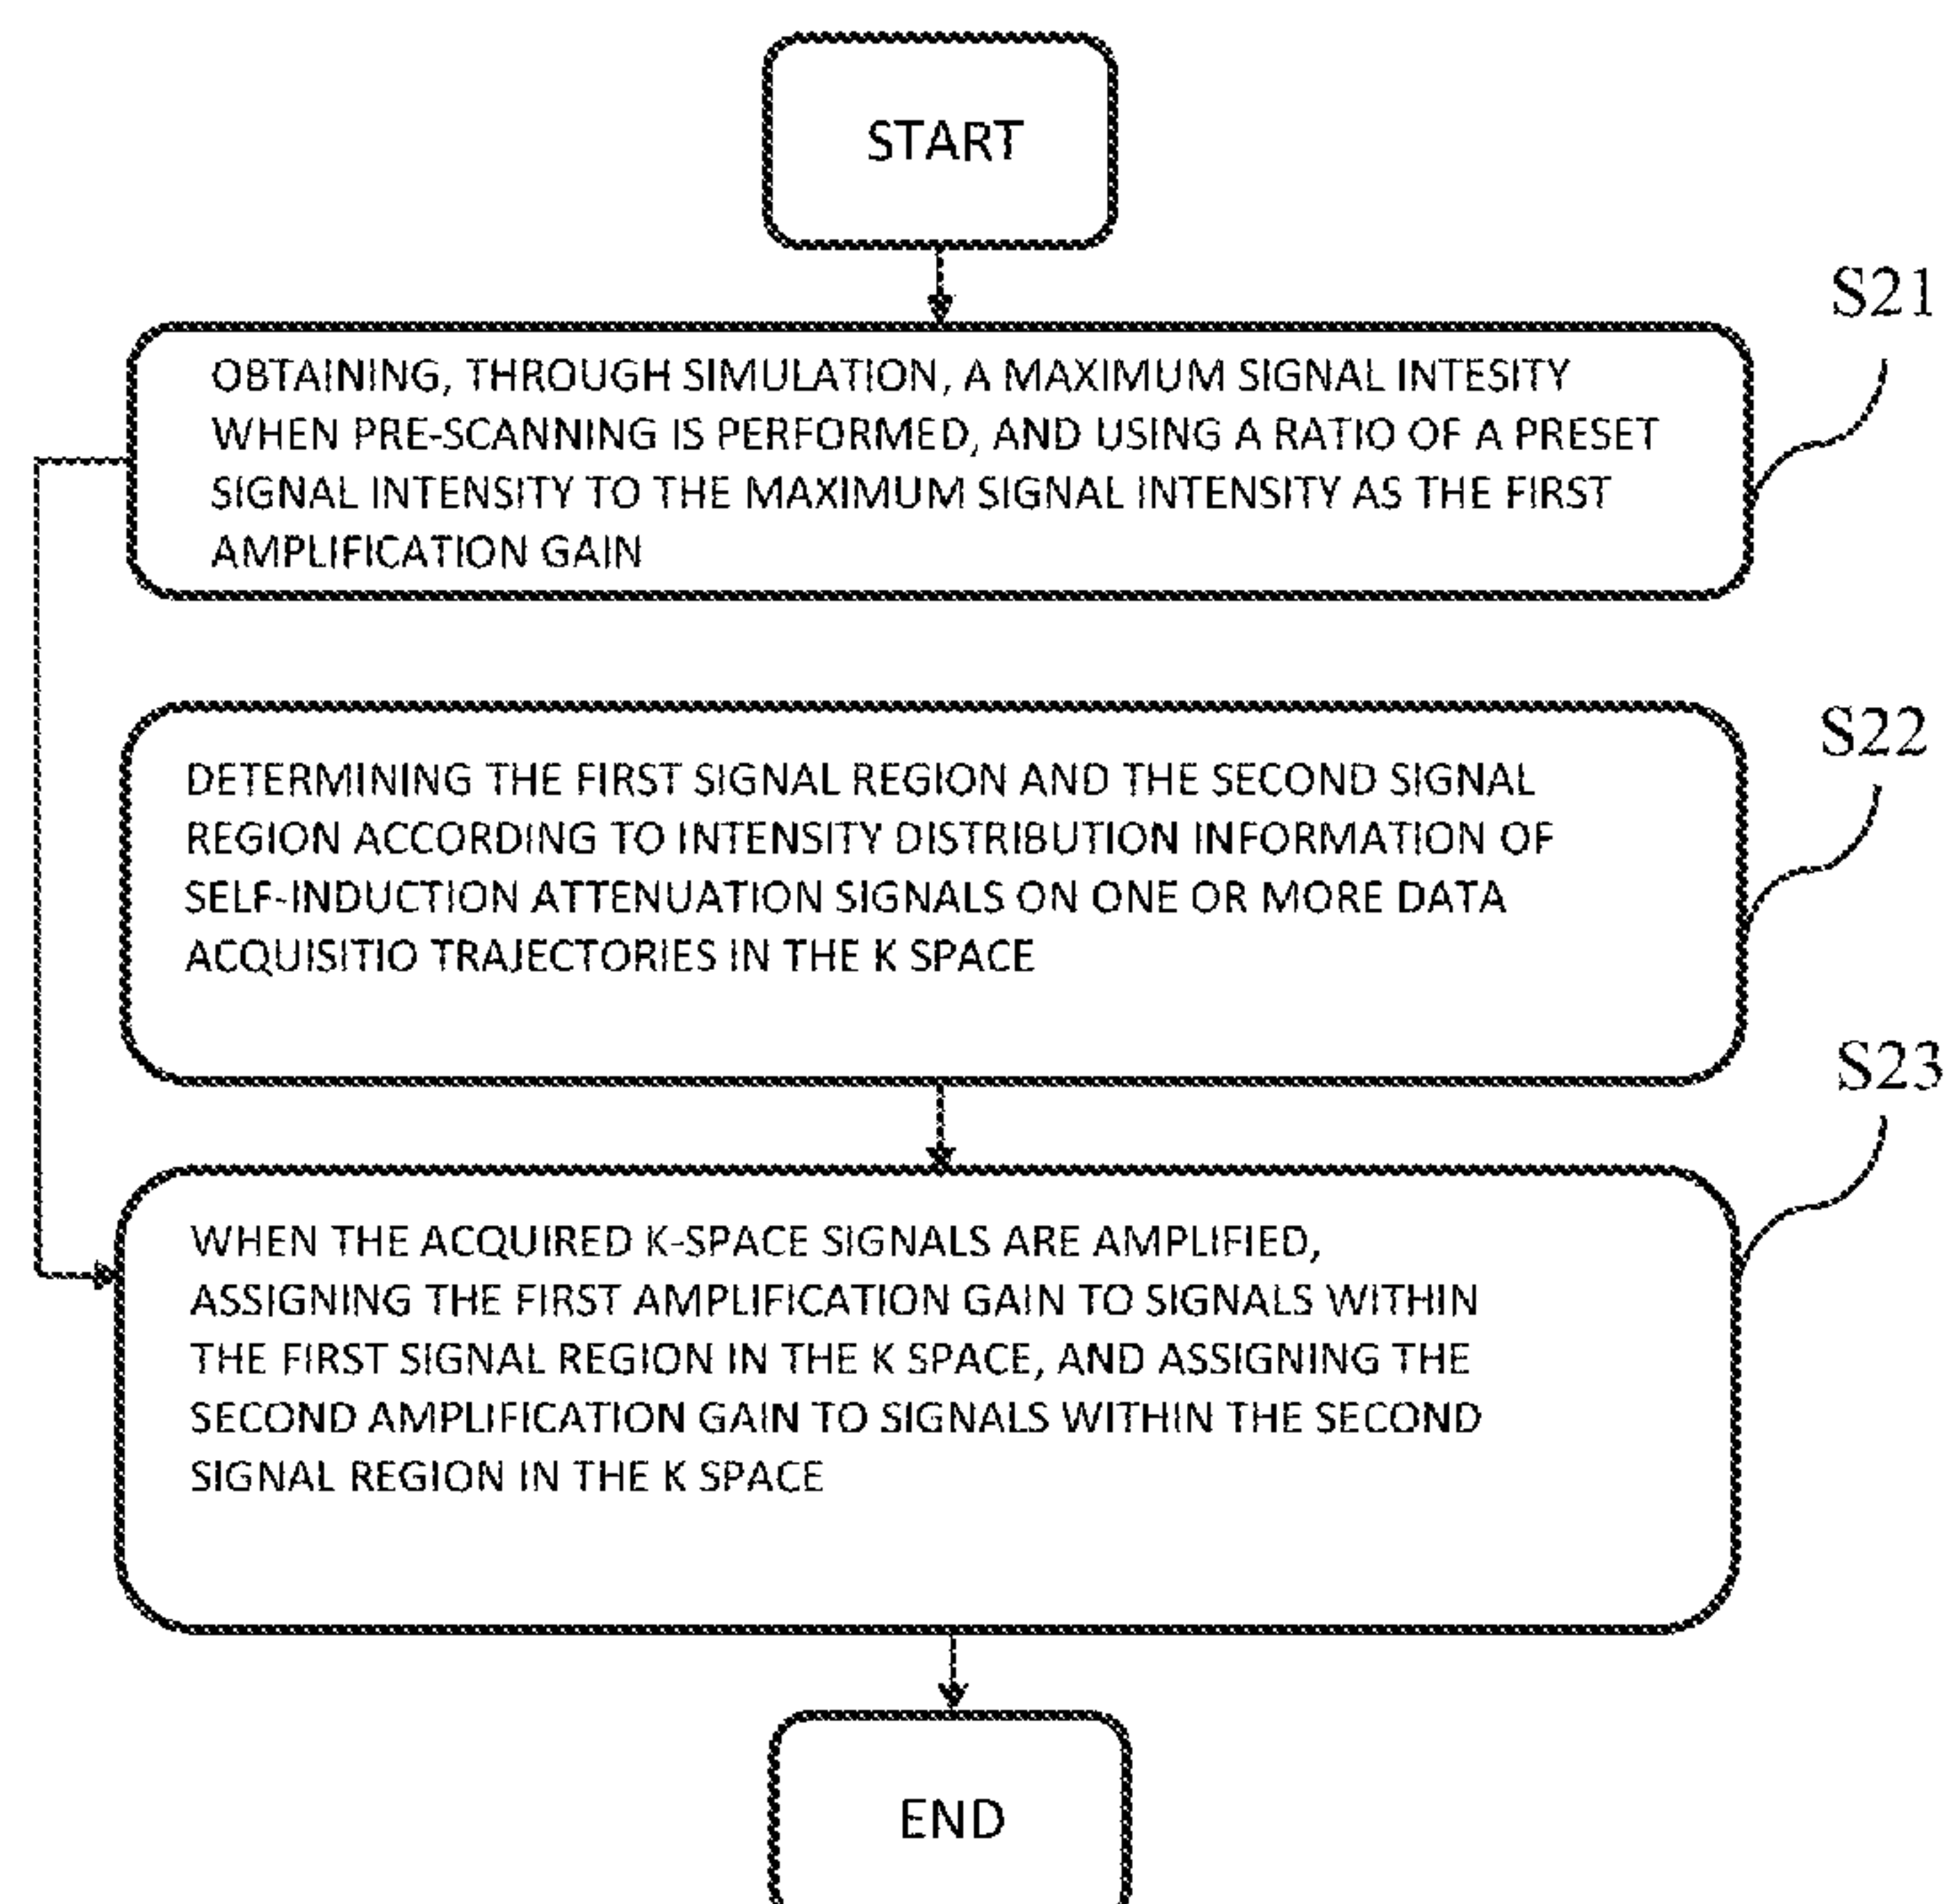 START
S21
OBTAINING, THROUGH SIMULATION, A MAXIMUM SIGNAL INTESITY
WHEN PRE-SCANNING IS PERFORMED, AND USING A RATIO OF A PRESET
SIGNAL INTENSITY TO THE MAXIMUM SIGNAL INTENSITY AS THE FIRST
AMPLIFICATION GAIN
S22
DETERMINING THE FIRST SIGNAL REGION AND THE SECOND SIGNAL
REGION ACCORDING TO INTENSITY DISTRIBUTION INFORMATION OF
SELF-INDUCTION ATTENUATION SIGNALS ON ONE OR MORE DATA
ACQUISITIO TRAJECTORIES IN THE K SPACE
S23
WHEN THE ACQUIRED K-SPACE SIGNALS ARE AMPLIFIED,
ASSIGNING THE FIRST AMPLIFICATION GAIN TO SIGNALS WITHIN
THE FIRST SIGNAL REGION IN THE K SPACE, AND ASSIGNING THE
SECOND AMPLIFICATION GAIN TO SIGNALS WITHIN THE SECOND
SIGNAL REGION IN THE K SPACE
END